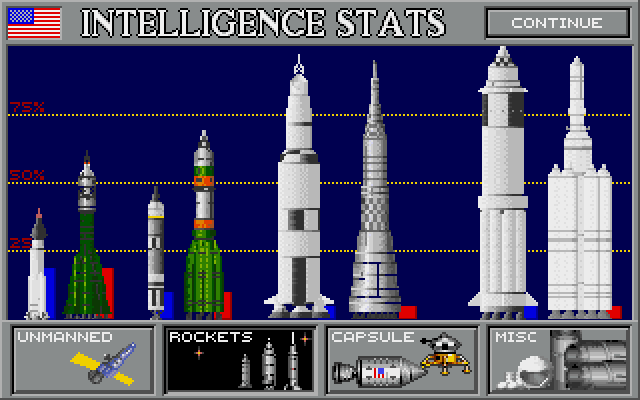 INTELLIGENCE STATS
CONTINUE
75%
50%
25
UNMANNED
ROCKETS
CAPSULE
MISC